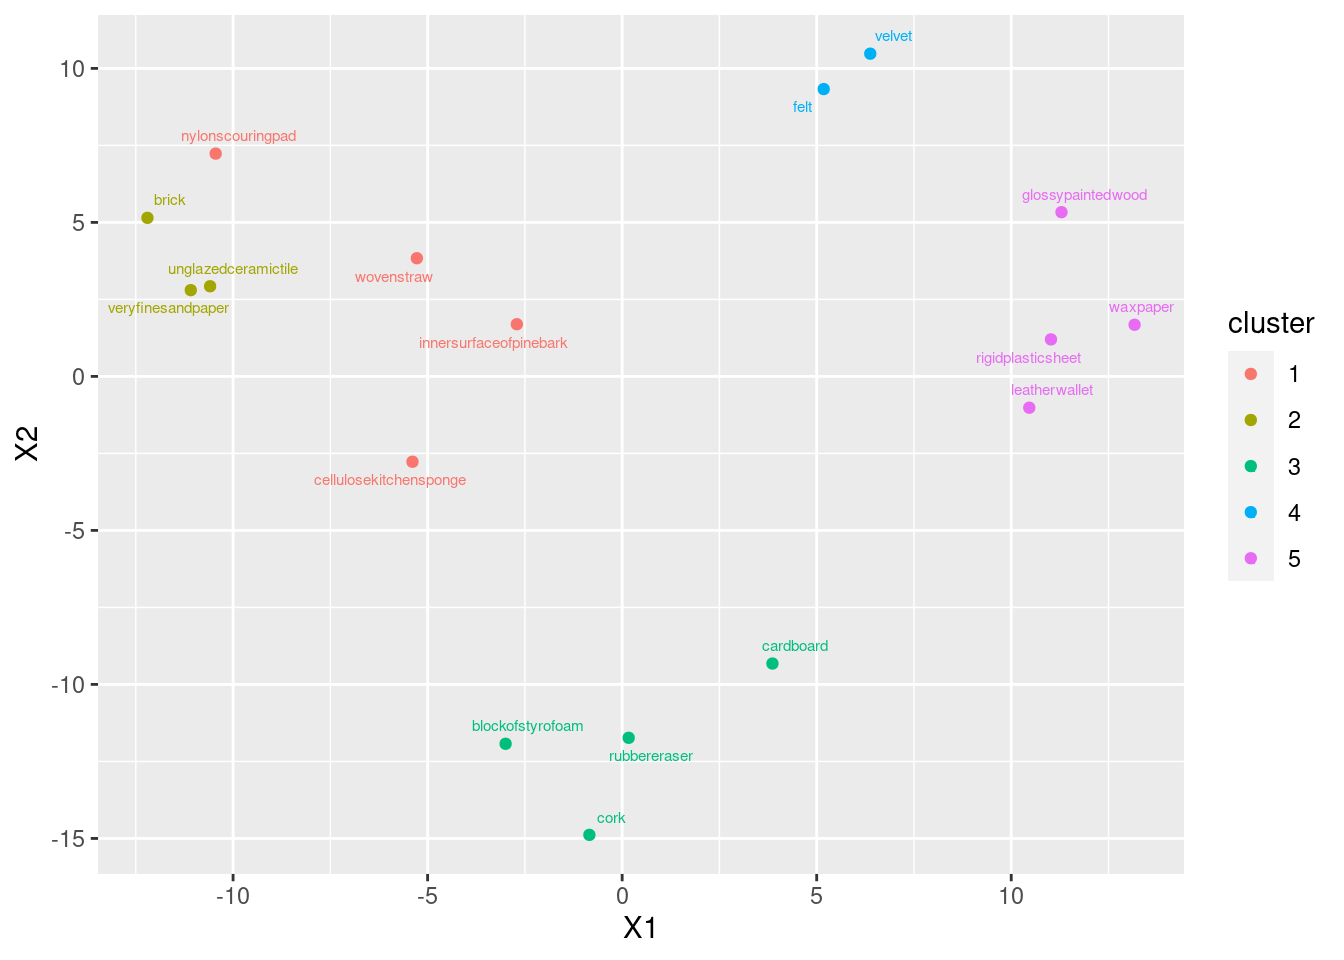 velvet
10
felt
nylonscouringpad
brick
glossypaintedwood
5
unglazedceramictile
wovenstraw
veryfinesandpaper
waxpaper
innersurfaceofpinebark
rigidplasticsheet
0
leatherwallet
cellulosekitchensponge
-5
cardboard
-10
blockofstyrofoam
rubbereraser
cork
-15
X2
-10 -5 0 5 10
X1
cluster
1
2
3
4
5